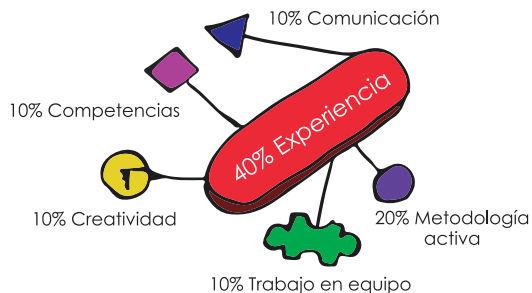 10% Comunicación
10% Competencias
40% Experiencia
10% Creatividad
20% Metodología
activa
10% Trabajo en equipo